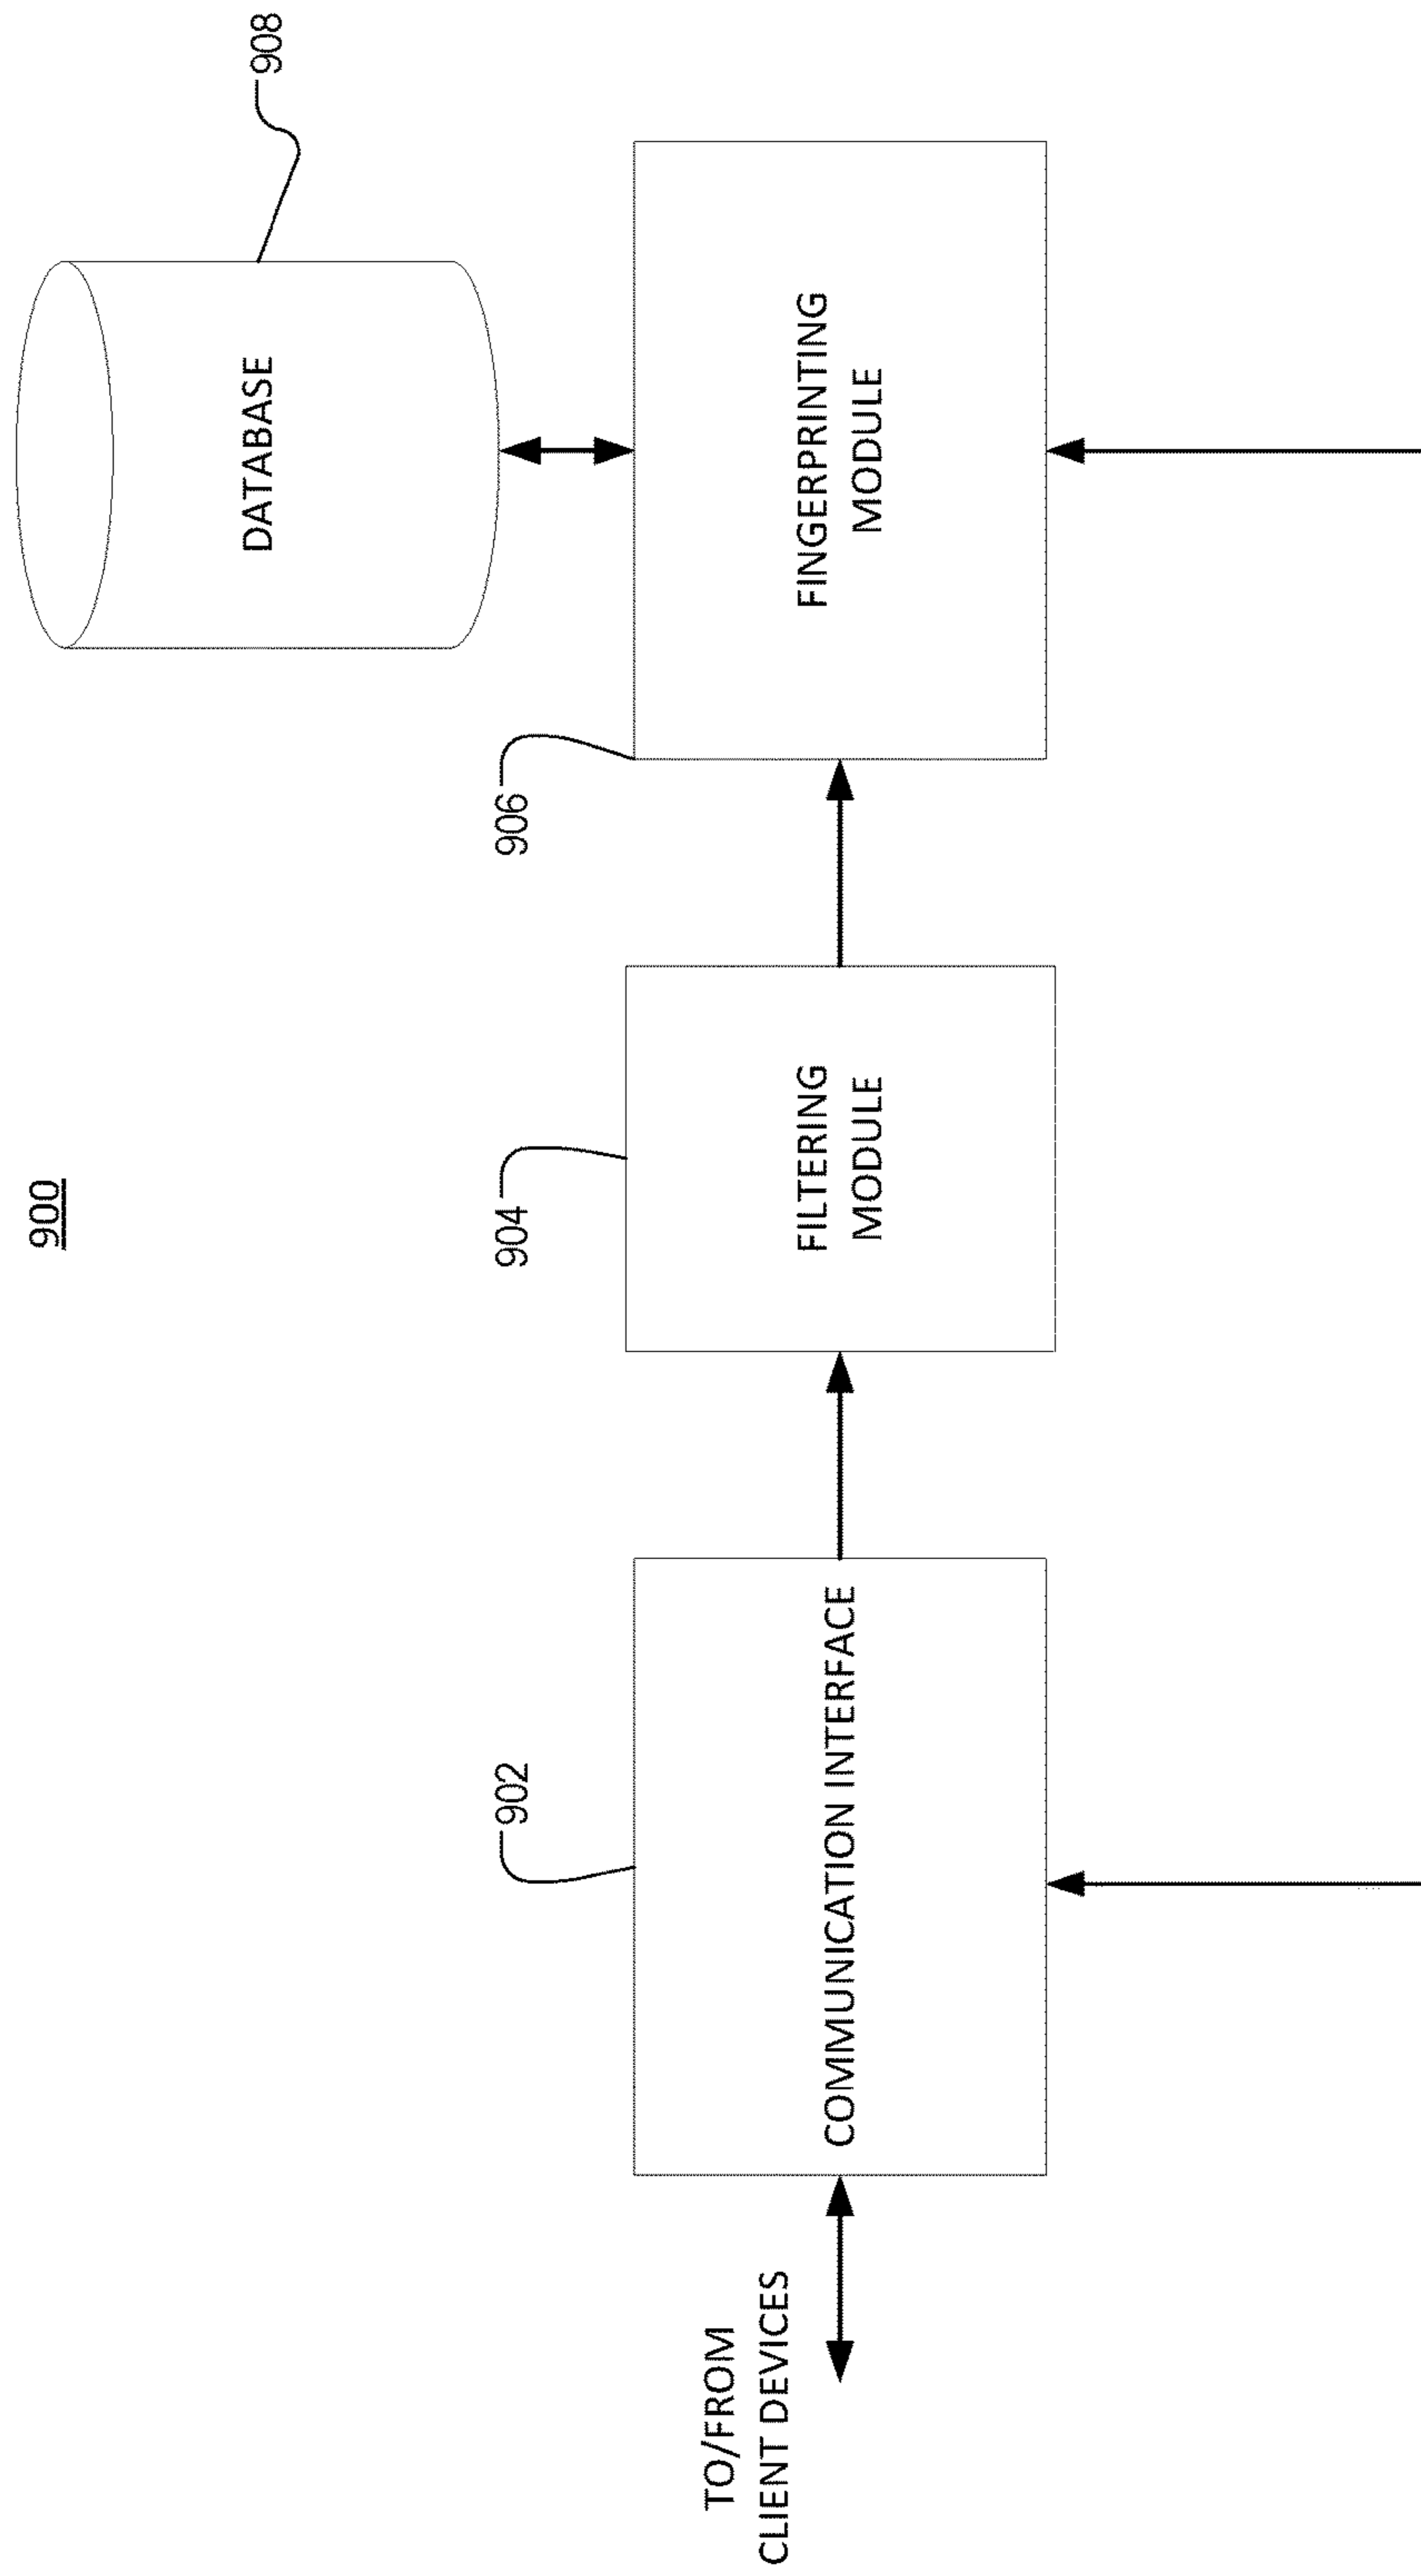 900
908
DATABASE
906
FINGERPRINTING
MODULE
904
FILTERING
MODULE
902
COMMUNICATION INTERFACE
TO/FROM
CLIENT DEVICES